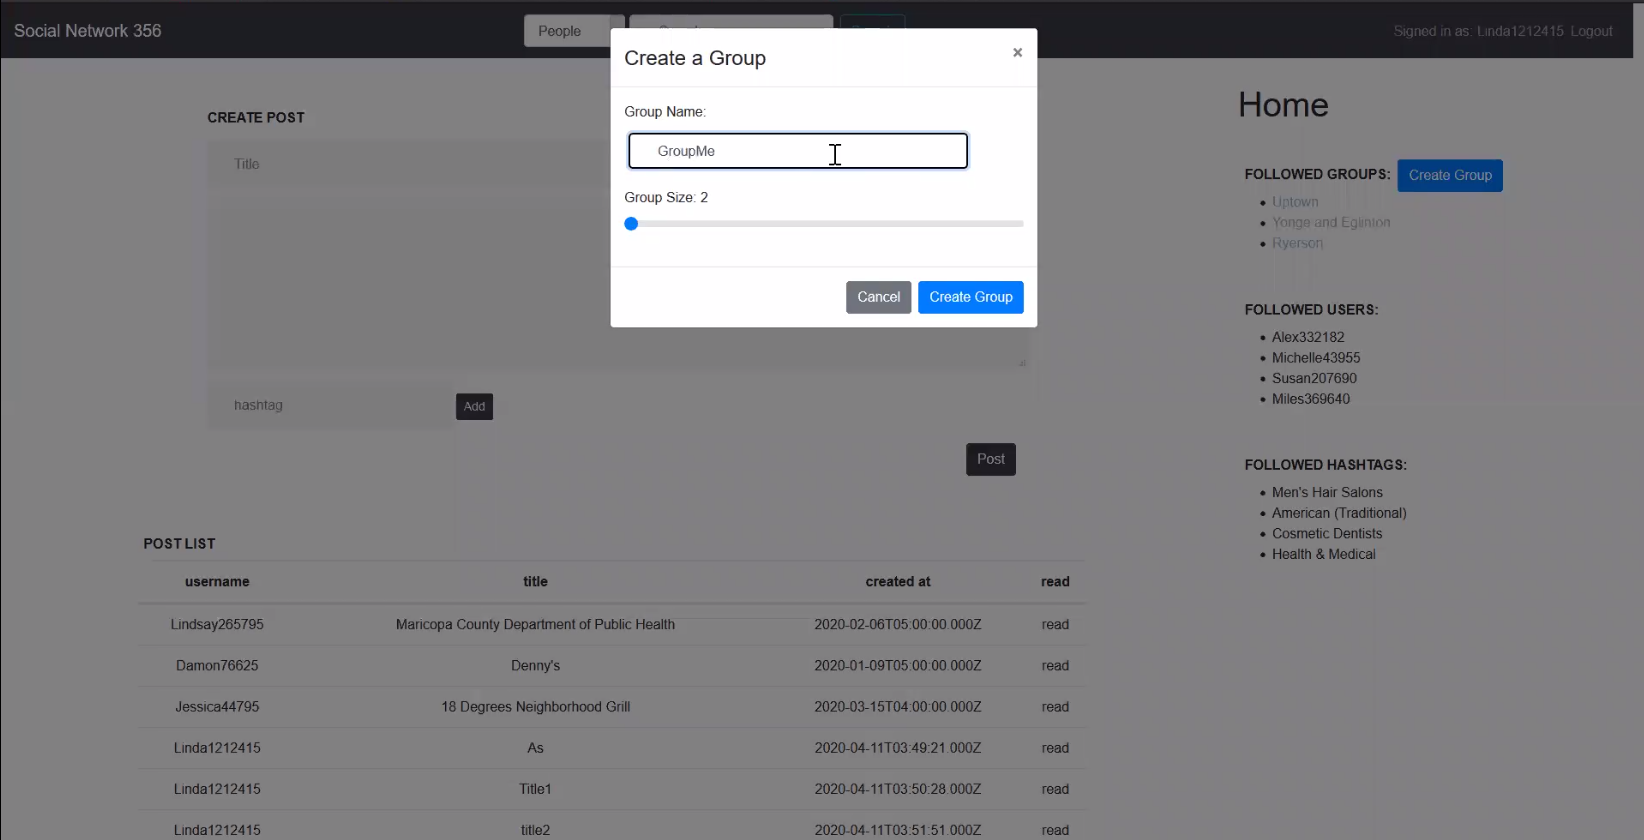 Social Network 356
People
Signed in as: Linda1212415 Logout
Create a Group
×
Group Name:
GroupMe
Group Size: 2
Cancel
Create Group
CREATE POST
Title
hashtag
Add
Post
Home
FOLLOWED GROUPS: Create Group
Uptown
Yonge and Eglinton
Ryerson
FOLLOWED USERS:
Alex332182
Michelle43955
Susan207690
Miles369640
FOLLOWED HASHTAGS:
Men's Hair Salons
American (Traditional)
Cosmetic Dentists
Health & Medical
POST LIST
username title created at read
Lindsay265795 Maricopa County Department of Public Health 2020-02-06T05:00:00.000Z read
Damon76625 Denny's 2020-01-09T05:00:00.000Z read
Jessica44795 18 Degrees Neighborhood Grill 2020-03-15T04:00:00.000Z read
Linda1212415 As 2020-04-11T03:49:21.000Z read
Linda1212415 Title1 2020-04-11T03:50:28.000Z read
Linda1212415 title2 2020-04-11T03:51:51.000Z read